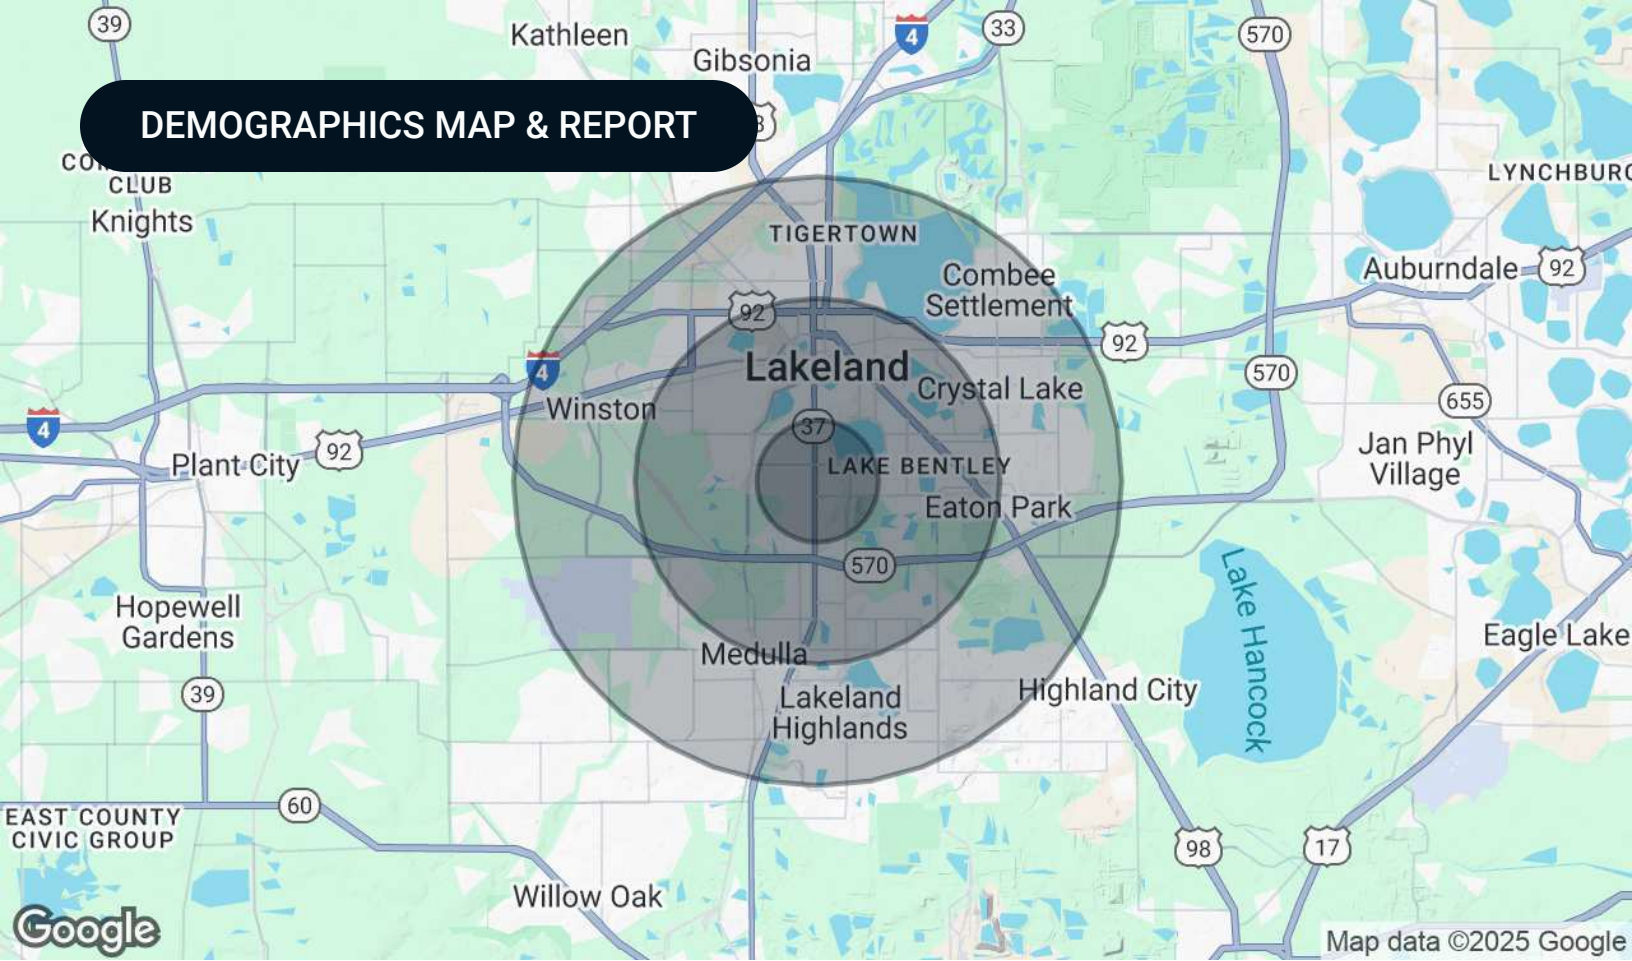 39
Kathleen
Gibsonia
4
33
570
DEMOGRAPHICS MAP & REPORT
CLUB
Knights
LYNCHBURG
TIGERTOWN
Combee
Settlement
Auburndale
92
92
92
Lakeland
4
Crystal Lake
570
Winston
655
4
37
92
Plant City
LAKE BENTLEY
Jan Phyl
Village
Eaton Park
570
Hopewell
Gardens
Lake Hancock
Eagle Lake
Medulla
39
Lakeland
Highlands
Highland City
60
EAST COUNTY
CIVIC GROUP
98
17
Willow Oak
Google
Map data ©2025 Google